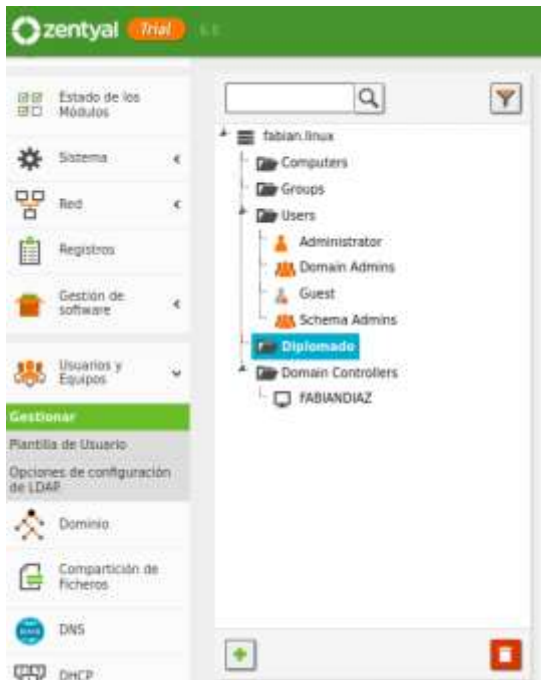 zentyal Trial
Estado de los
Módulos
Sistema
Red
Registros
Gestión de
software
Usuarios y
Equipos
Gestionar
Plantilla de Usuario
Opciones de configuración
de LDAP
Dominio
Compartición de
ficheros
DNS
DHCP
fabian.linux
Computers
Groups
Users
Administrator
Domain Admins
Guest
Schema Admins
Diplomado
Domain Controllers
FABIANDIAZ